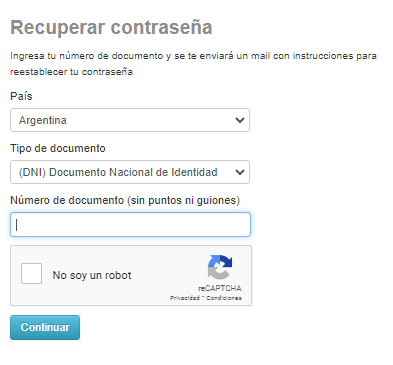 Recuperar contraseña
Ingresa tu número de documento y se te enviará un mail con instrucciones para
reestablecer tu contraseña
País
Argentina
Tipo de documento
(DNI) Documento Nacional de Identidad
Número de documento (sin puntos ni guiones)
No soy un robot
reCAPTCHA
Privacidad * Condiciones
Continuar